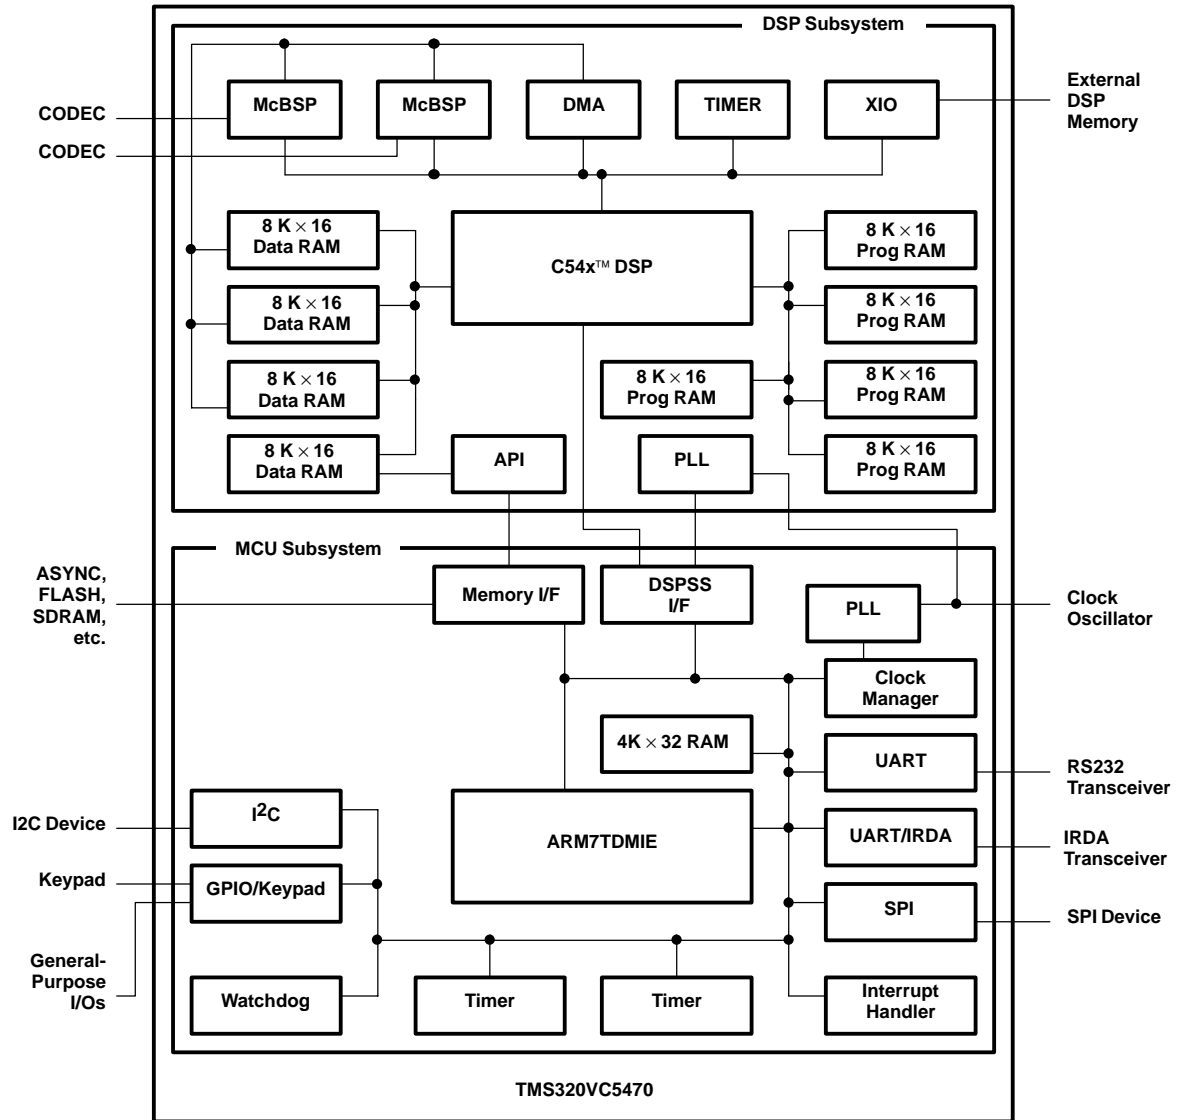 DSP Subsystem
McBSP
McBSP
DMA
TIMER
XIO
CODEC
CODEC
External
DSP
Memory
8 K × 16
Data RAM
C54x™ DSP
8 K × 16
Prog RAM
8 K × 16
Data RAM
8 K × 16
Prog RAM
8 K × 16
Data RAM
8 K × 16
Prog RAM
8 K × 16
Prog RAM
8 K × 16
Data RAM
API
PLL
8 K × 16
Prog RAM
MCU Subsystem
ASYNC,
FLASH,
SDRAM,
etc.
Memory I/F
DSPSS
I/F
PLL
Clock
Oscillator
Clock
Manager
4K × 32 RAM
UART
RS232
Transceiver
I2C Device
I²C
ARM7TDMIE
UART/IRDA
IRDA
Transceiver
Keypad
GPIO/Keypad
SPI
SPI Device
General-
Purpose
I/Os
Watchdog
Timer
Timer
Interrupt
Handler
TMS320VC5470